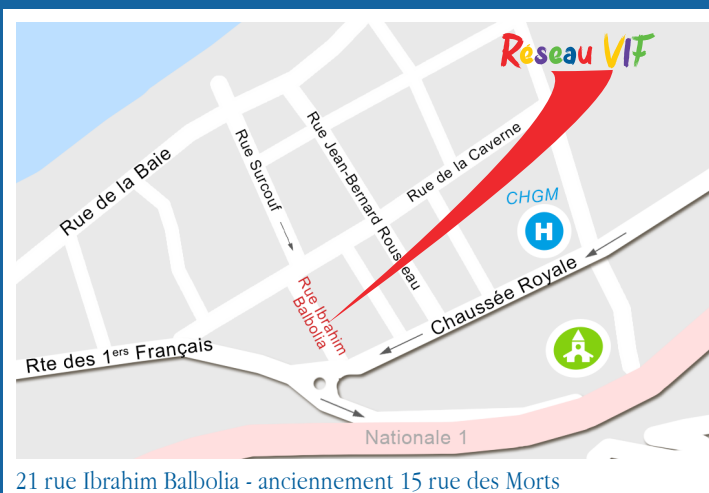 Réseau VIF
Rue Surcouf
Rue Jean-Bernard Rousseau
Rue de la Caverne
Rue de la Baie
CHGM
H
Rue Ibrahim
Balbolia
Chaussée Royale
Rte des 1ers Français
Nationale 1
21 rue Ibrahim Balbolia - anciennement 15 rue des Morts